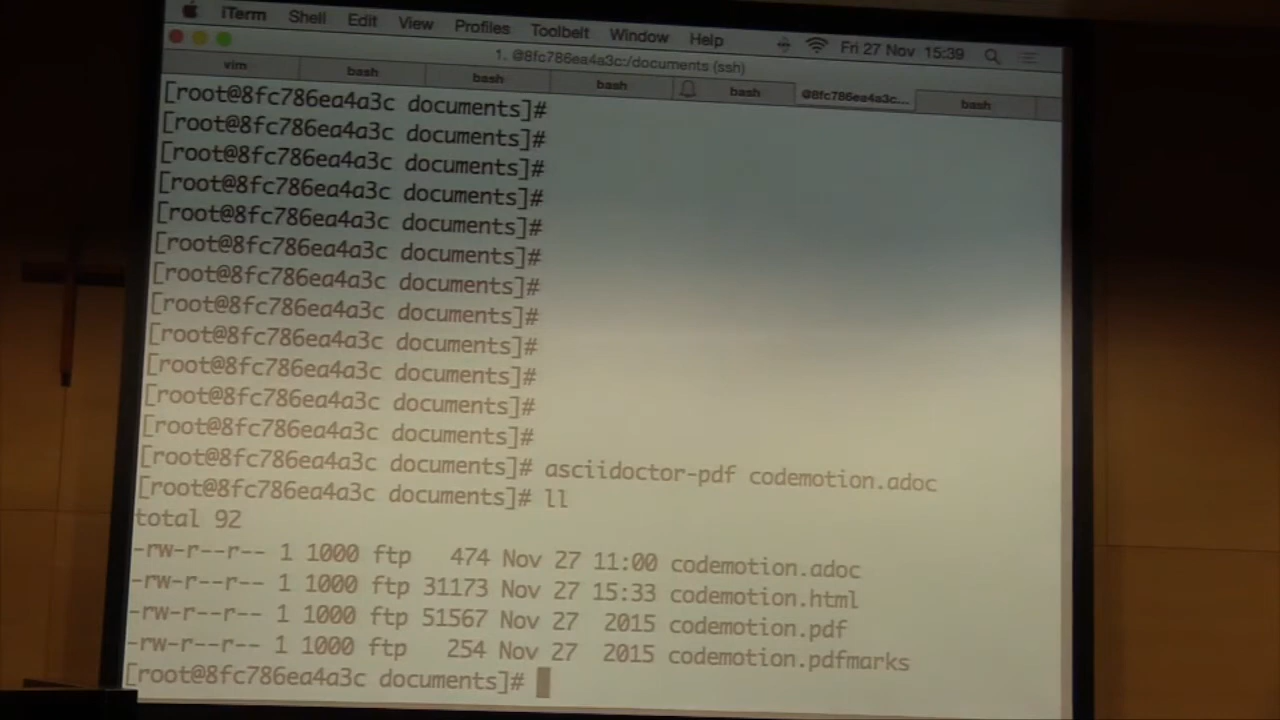 iTerm Shell Edit View Profiles Toolbelt Window Help Fri 27 Nov 15:39
1. @8fc786ea4a3c:/documents (ssh)
vim bash bash bash bash @8fc786ea4a3c... bash
[root@8fc786ea4a3c documents]#
[root@8fc786ea4a3c documents]#
[root@8fc786ea4a3c documents]#
[root@8fc786ea4a3c documents]#
[root@8fc786ea4a3c documents]#
[root@8fc786ea4a3c documents]#
[root@8fc786ea4a3c documents]#
[root@8fc786ea4a3c documents]#
[root@8fc786ea4a3c documents]#
[root@8fc786ea4a3c documents]#
[root@8fc786ea4a3c documents]#
[root@8fc786ea4a3c documents]#
[root@8fc786ea4a3c documents]# asciidoctor-pdf codemotion.adoc
[root@8fc786ea4a3c documents]# ll
total 92
-rw-r--r-- 1 1000 ftp 474 Nov 27 11:00 codemotion.adoc
-rw-r--r-- 1 1000 ftp 31173 Nov 27 15:33 codemotion.html
-rw-r--r-- 1 1000 ftp 51567 Nov 27 2015 codemotion.pdf
-rw-r--r-- 1 1000 ftp 254 Nov 27 2015 codemotion.pdfmarks
[root@8fc786ea4a3c documents]#